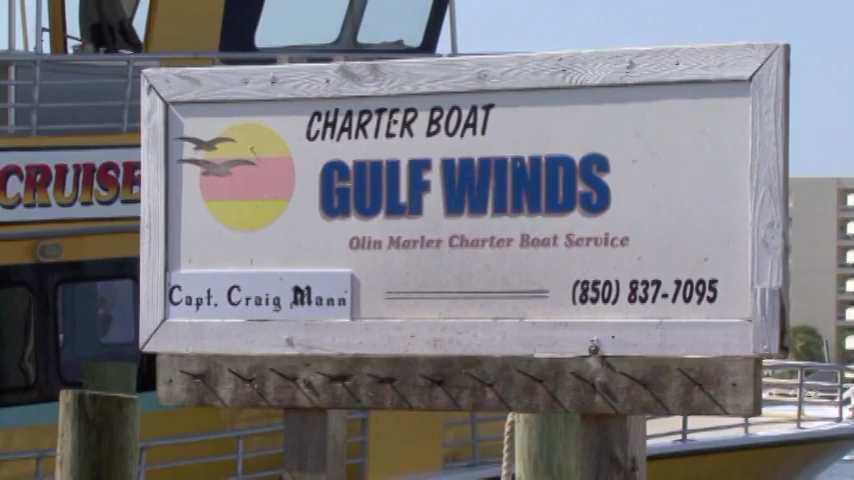 CHARTER BOAT
GULF WINDS
Olin Marler Charter Boat Service
Capt. Craig Mann
(850) 837-7095
CRUISE